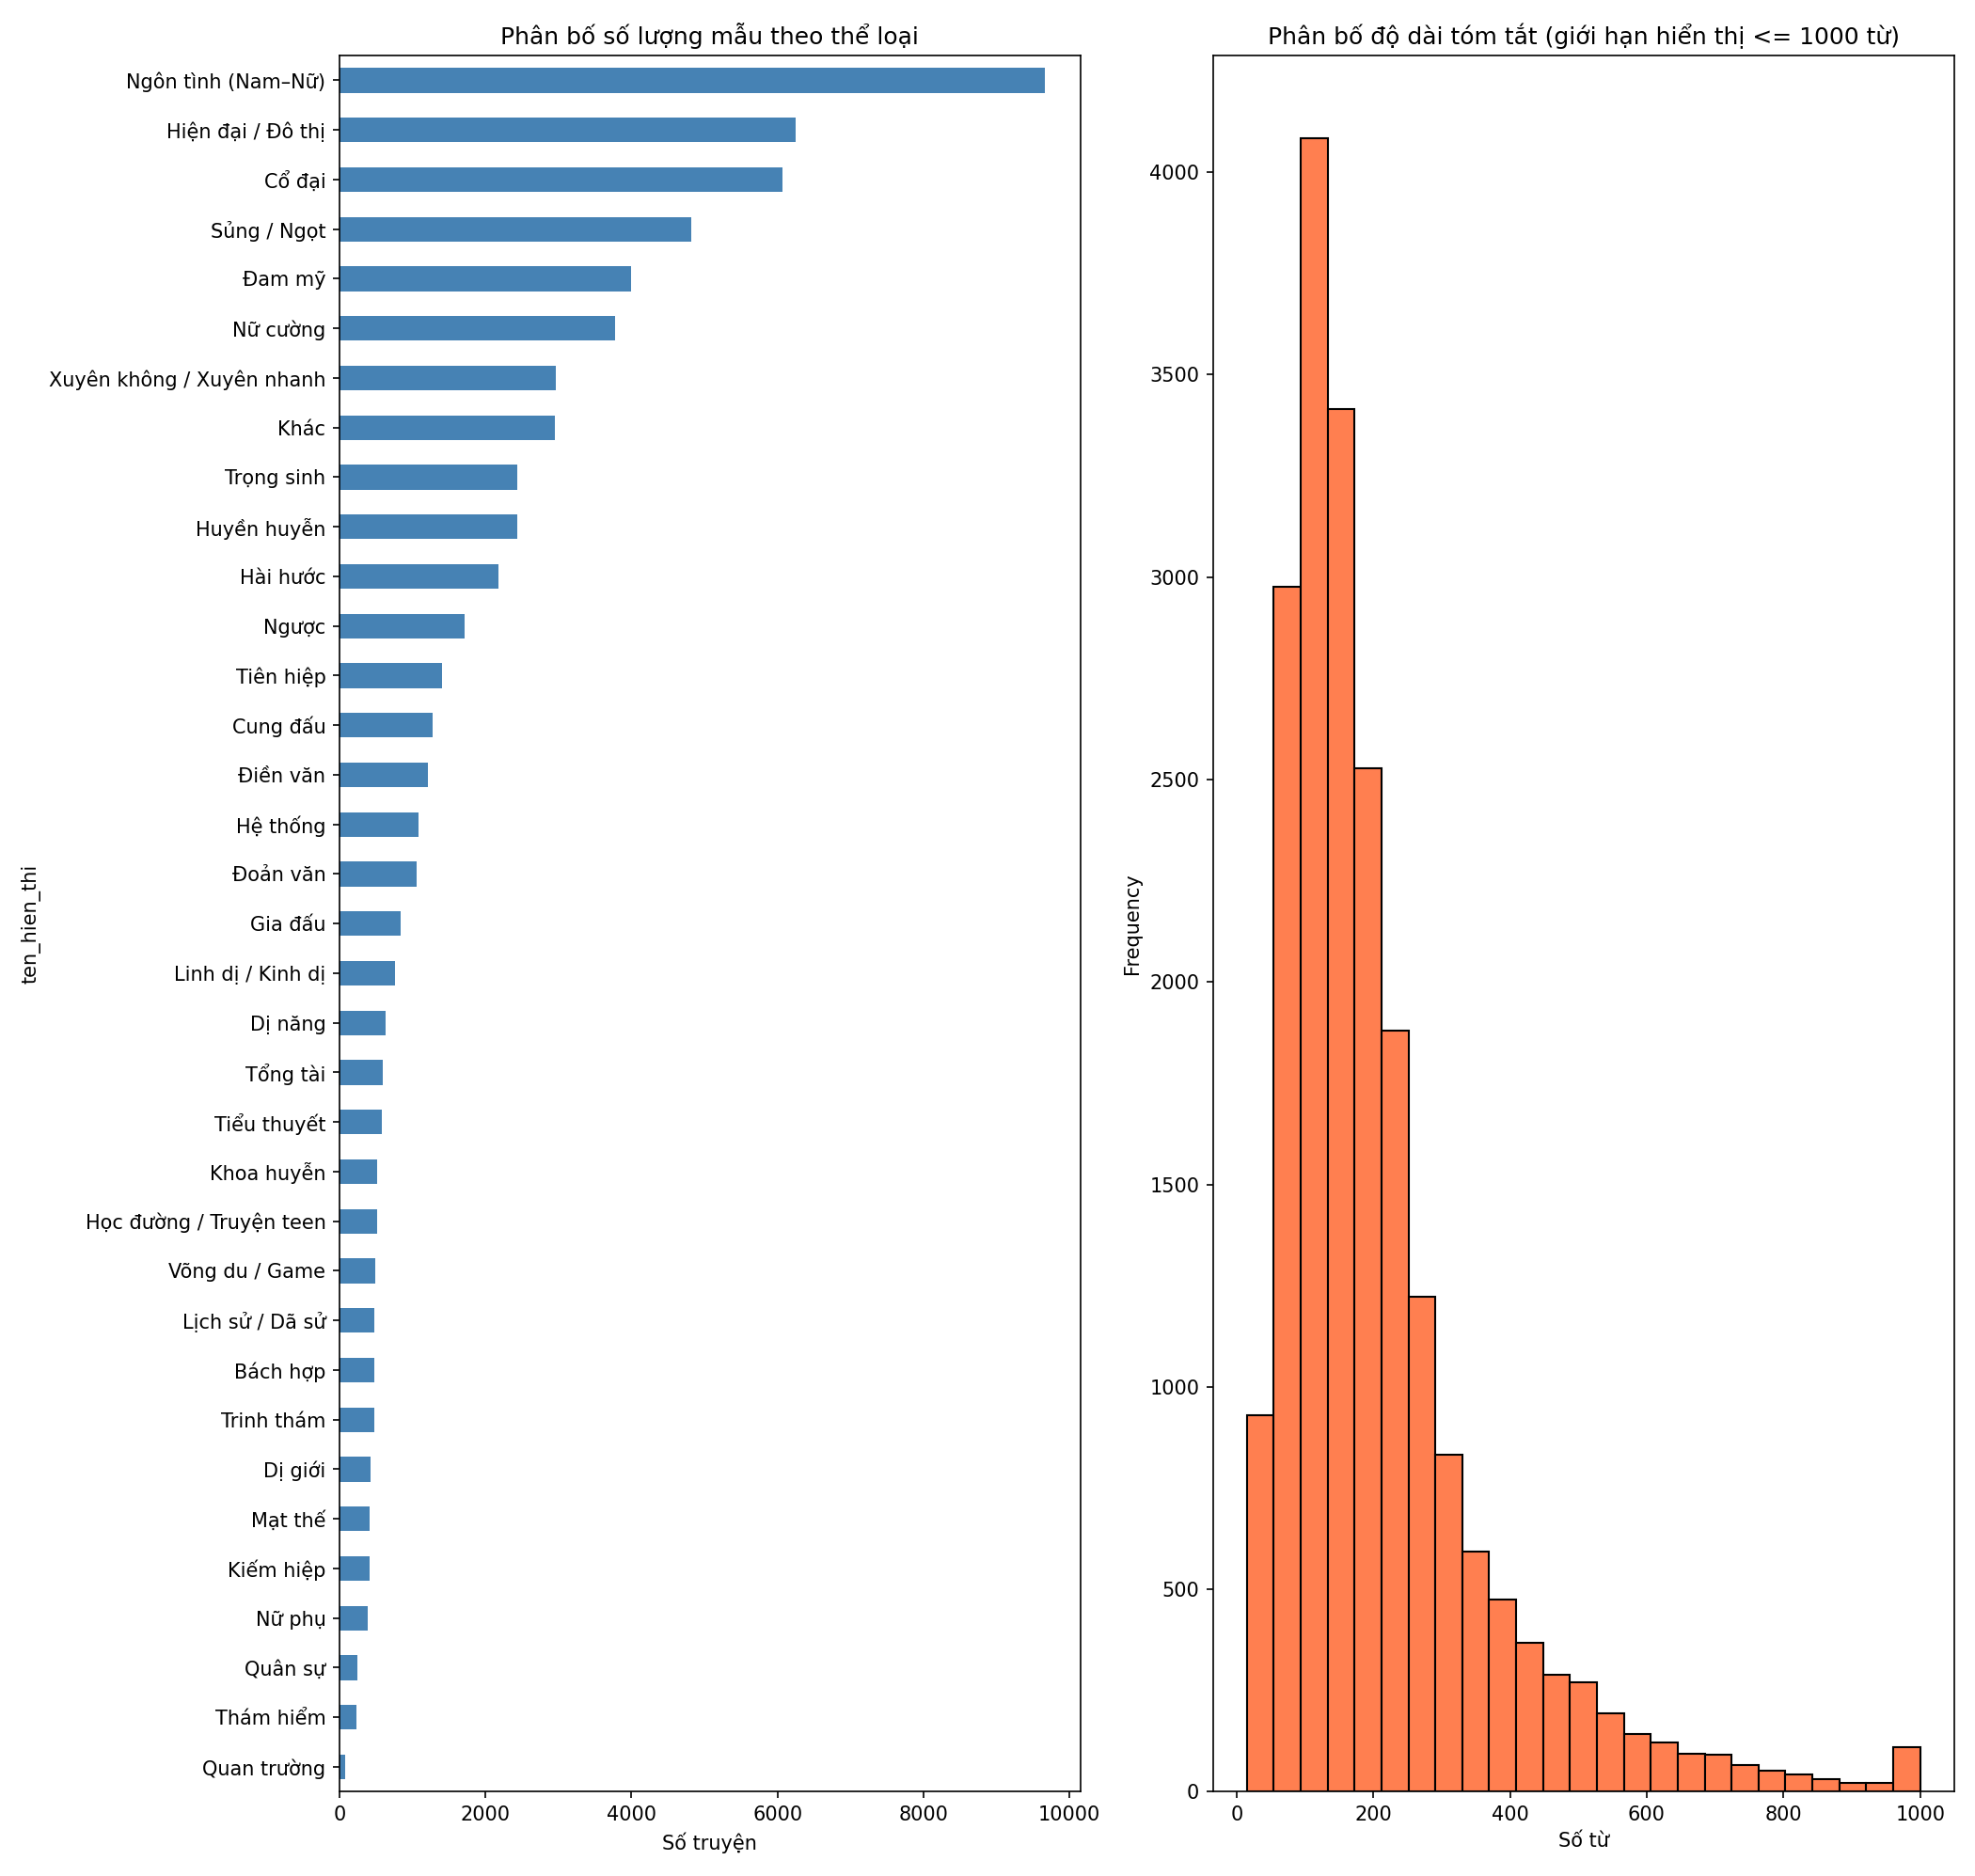 Phân bố số lượng mẫu theo thể loại
Ngôn tình (Nam–Nữ)
Hiện đại / Đô thị
Cổ đại
Sủng / Ngọt
Đam mỹ
Nữ cường
Xuyên không / Xuyên nhanh
Khác
Trọng sinh
Huyền huyễn
Hài hước
Ngược
Tiên hiệp
Cung đấu
Điền văn
Hệ thống
Đoản văn
Gia đấu
Linh dị / Kinh dị
Dị năng
Tổng tài
Tiểu thuyết
Khoa huyễn
Học đường / Truyện teen
Võng du / Game
Lịch sử / Dã sử
Bách hợp
Trinh thám
Dị giới
Mạt thế
Kiếm hiệp
Nữ phụ
Quân sự
Thám hiểm
Quan trường
ten_hien_thi
0 2000 4000 6000 8000 10000
Số truyện
Phân bố độ dài tóm tắt (giới hạn hiển thị <= 1000 từ)
4000
3500
3000
2500
2000
1500
1000
500
0
Frequency
0 200 400 600 800 1000
Số từ